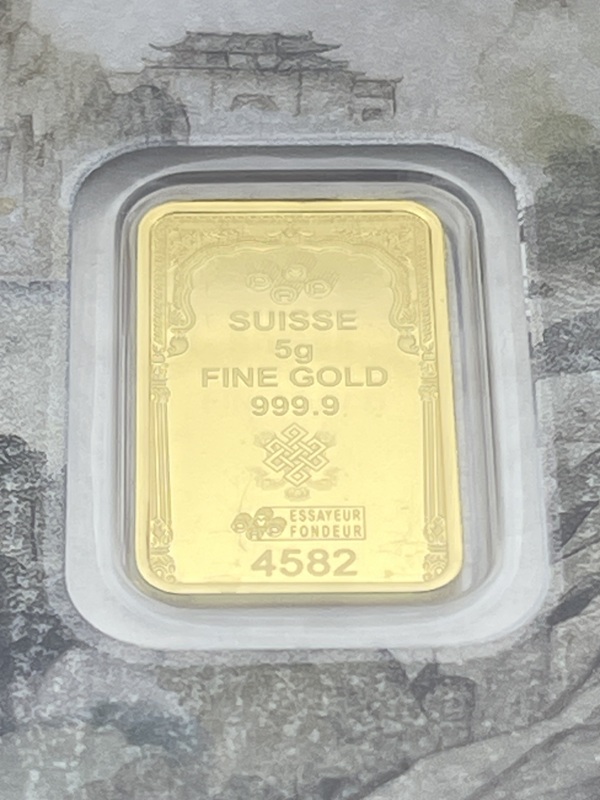 SUISSE
5g
FINE GOLD
999.9
ESSAYEUR
FONDEUR
4582